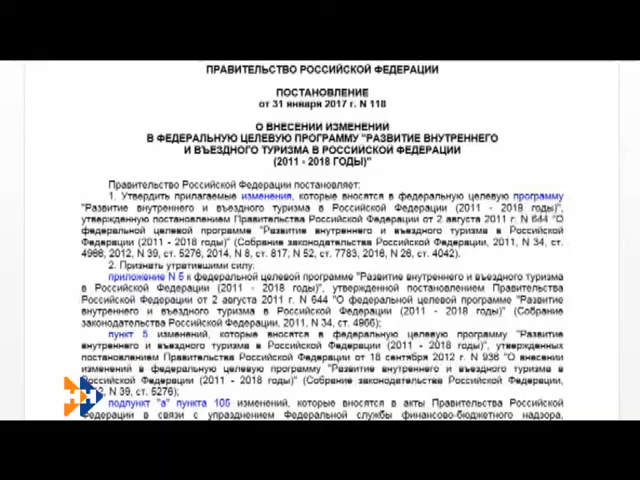 ПРАВИТЕЛЬСТВО РОССИЙСКОЙ ФЕДЕРАЦИИ
ПОСТАНОВЛЕНИЕ
от 31 января 2017 г. N 118
О ВНЕСЕНИИ ИЗМЕНЕНИЙ
В ФЕДЕРАЛЬНУЮ ЦЕЛЕВУЮ ПРОГРАММУ "РАЗВИТИЕ ВНУТРЕННЕГО
И ВЪЕЗДНОГО ТУРИЗМА В РОССИЙСКОЙ ФЕДЕРАЦИИ
(2011 - 2018 ГОДЫ)"
Правительство Российской Федерации постановляет:
1. Утвердить прилагаемые изменения, которые вносятся в федеральную целевую программу
"Развитие внутреннего и въездного туризма в Российской Федерации (2011 - 2018 годы)",
утвержденную постановлением Правительства Российской Федерации от 2 августа 2011 г. N 644 "О
федеральной целевой программе "Развитие внутреннего и въездного туризма в Российской
Федерации (2011 - 2018 годы)" (Собрание законодательства Российской Федерации, 2011, N 34, ст.
4966; 2012, N 39, ст. 5276; 2014, N 8, ст. 817; N 52, ст. 7783; 2016, N 26, ст. 4042).
2. Признать утратившими силу:
приложение N 5 к федеральной целевой программе "Развитие внутреннего и въездного туризма
в Российской Федерации (2011 - 2018 годы)", утвержденной постановлением Правительства
Российской Федерации от 2 августа 2011 г. N 644 "О федеральной целевой программе "Развитие
внутреннего и въездного туризма в Российской Федерации (2011 - 2018 годы)" (Собрание
законодательства Российской Федерации, 2011, N 34, ст. 4966);
пункт 5 изменений, которые вносятся в федеральную целевую программу "Развитие
внутреннего и въездного туризма в Российской Федерации (2011 - 2018 годы)", утвержденных
постановлением Правительства Российской Федерации от 18 сентября 2012 г. N 936 "О внесении
изменений в федеральную целевую программу "Развитие внутреннего и въездного туризма в
Российской Федерации (2011 - 2018 годы)" (Собрание законодательства Российской Федерации,
N 39, ст. 5276);
подпункт "а" пункта 105 изменений, которые вносятся в акты Правительства Российской
Федерации в связи с упразднением Федеральной службы финансово-бюджетного надзора,